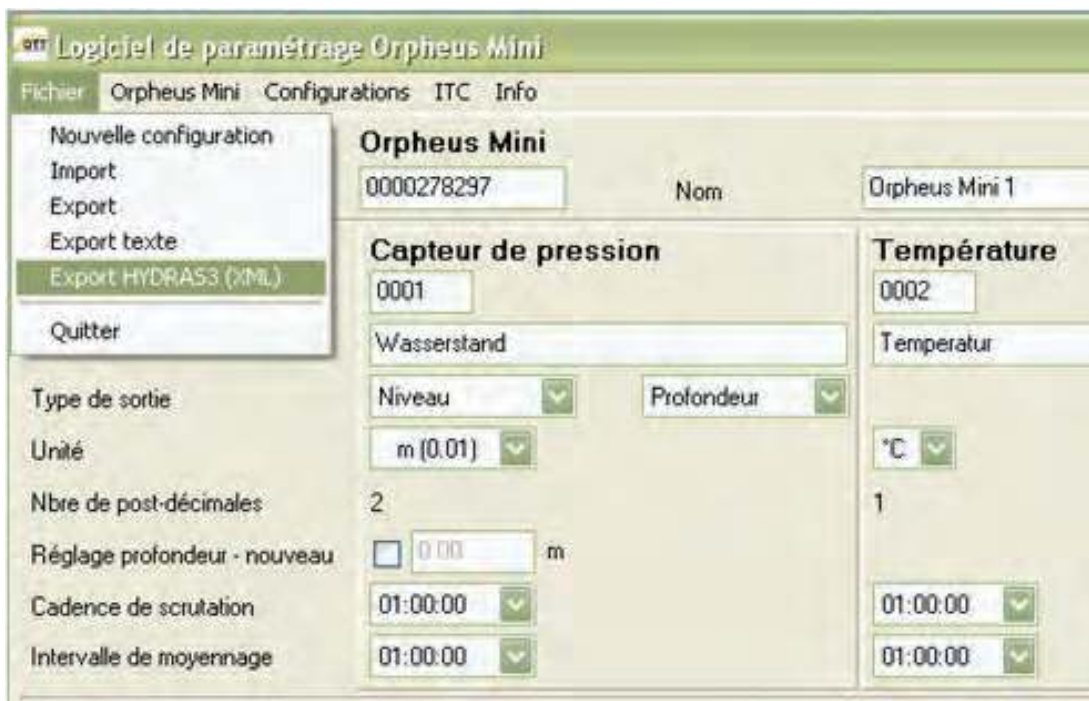 OTT Logiciel de paramétrage Orpheus Mini
Fichier Orpheus Mini Configurations ITC Info
Nouvelle configuration
Import
Export
Export texte
Export HYDRAS3 (XML)
Quitter
Orpheus Mini
0000278297 Nom Orpheus Mini 1
Capteur de pression Température
0001 0002
Wasserstand Temperatur
Type de sortie Niveau Profondeur
Unité m (0.01) °C
Nbre de post-décimales 2 1
Réglage profondeur - nouveau 0.00 m
Cadence de scrutation 01:00:00 01:00:00
Intervalle de moyennage 01:00:00 01:00:00